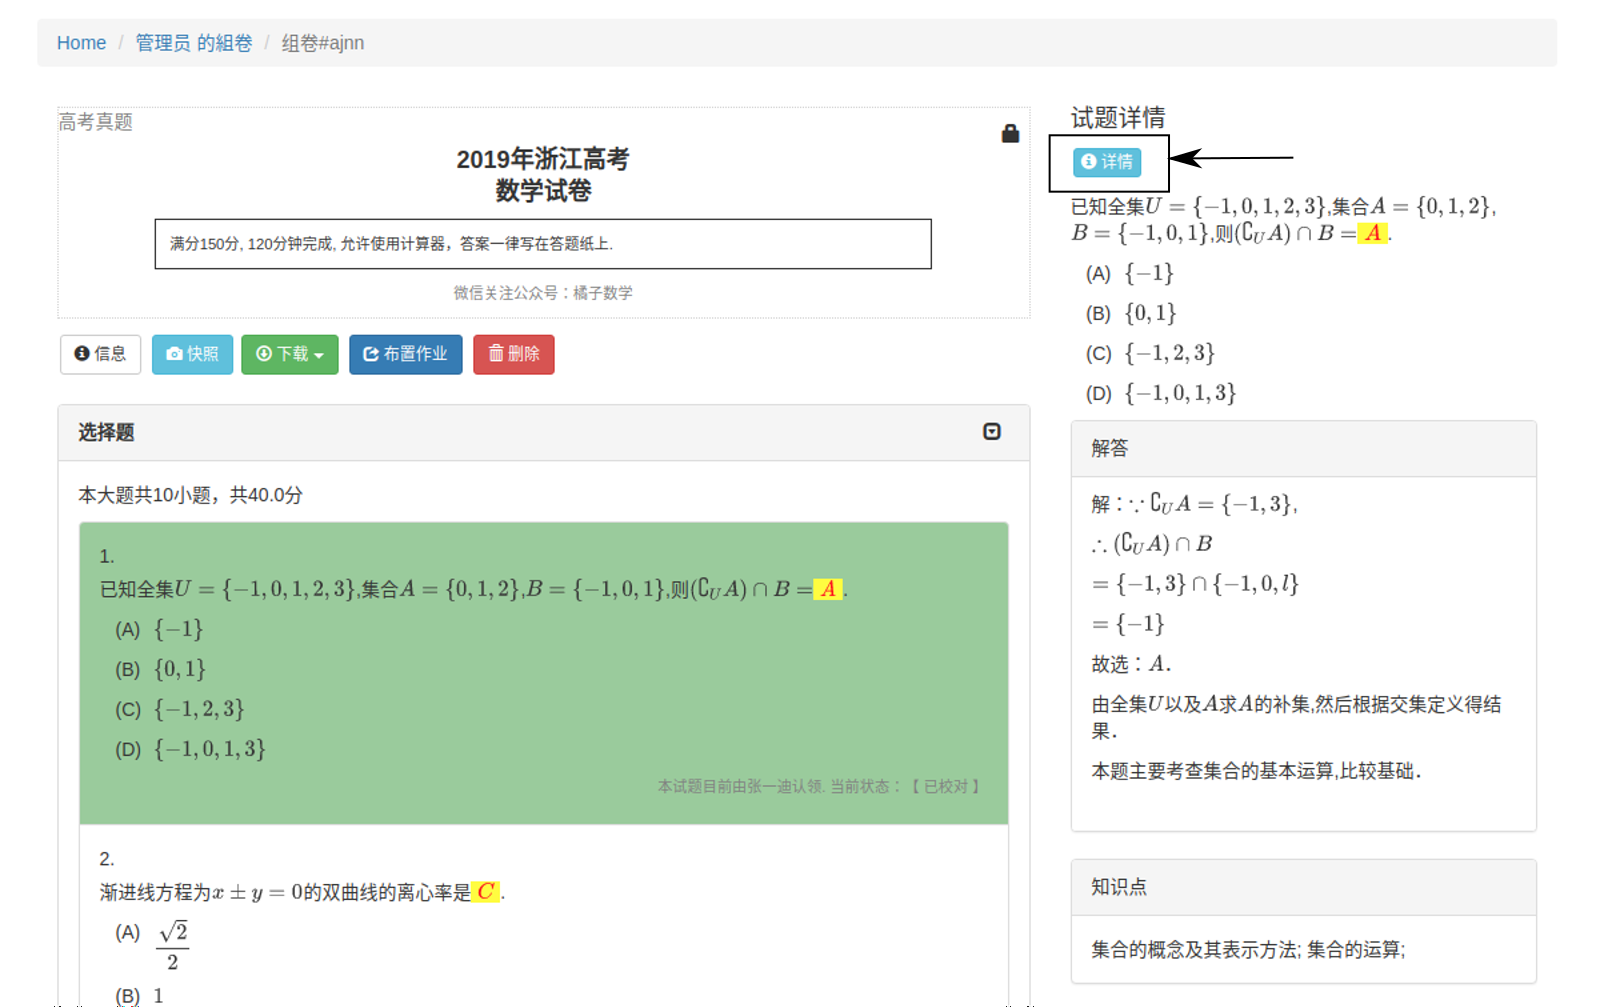 Home / 管理员 的組卷 / 组卷#ajnn
高考真题
2019年浙江高考
数学试卷
满分150分, 120分钟完成, 允许使用计算器，答案一律写在答题纸上.
微信关注公众号：橘子数学
信息 快照 下载 布置作业 删除
选择题
本大题共10小题，共40.0分
1.
已知全集U = {−1, 0, 1, 2, 3},集合A = {0, 1, 2},B = {−1, 0, 1},则(∁_U A) ∩ B = A .
(A) {−1}
(B) {0, 1}
(C) {−1, 2, 3}
(D) {−1, 0, 1, 3}
本试题目前由张一迪认领. 当前状态：【 已校对 】
2.
渐进线方程为x ± y = 0的双曲线的离心率是 C .
(A) √2/2
(B) 1
试题详情
详情
已知全集U = {−1, 0, 1, 2, 3},集合A = {0, 1, 2},
B = {−1, 0, 1},则(∁_U A) ∩ B = A .
(A) {−1}
(B) {0, 1}
(C) {−1, 2, 3}
(D) {−1, 0, 1, 3}
解答
解：∵ ∁_U A = {−1, 3},
∴ (∁_U A) ∩ B
= {−1, 3} ∩ {−1, 0, l}
= {−1}
故选：A．
由全集U以及A求A的补集,然后根据交集定义得结
果．
本题主要考查集合的基本运算,比较基础．
知识点
集合的概念及其表示方法; 集合的运算;